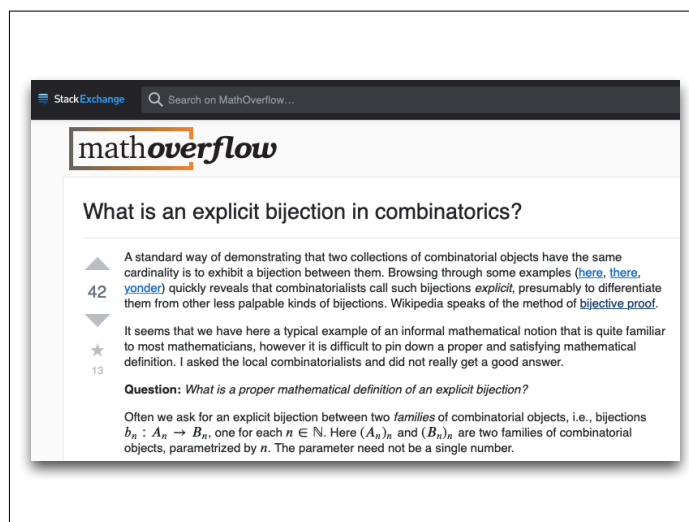 StackExchange
Search on MathOverflow…
mathoverflow
What is an explicit bijection in combinatorics?
A standard way of demonstrating that two collections of combinatorial objects have the same
cardinality is to exhibit a bijection between them. Browsing through some examples (here, there,
42
yonder) quickly reveals that combinatorialists call such bijections explicit, presumably to differentiate
them from other less palpable kinds of bijections. Wikipedia speaks of the method of bijective proof.
It seems that we have here a typical example of an informal mathematical notion that is quite familiar
to most mathematicians, however it is difficult to pin down a proper and satisfying mathematical
13
definition. I asked the local combinatorialists and did not really get a good answer.
Question: What is a proper mathematical definition of an explicit bijection?
Often we ask for an explicit bijection between two families of combinatorial objects, i.e., bijections
bₙ : Aₙ → Bₙ, one for each n ∈ ℕ. Here (Aₙ)ₙ and (Bₙ)ₙ are two families of combinatorial
objects, parametrized by n. The parameter need not be a single number.